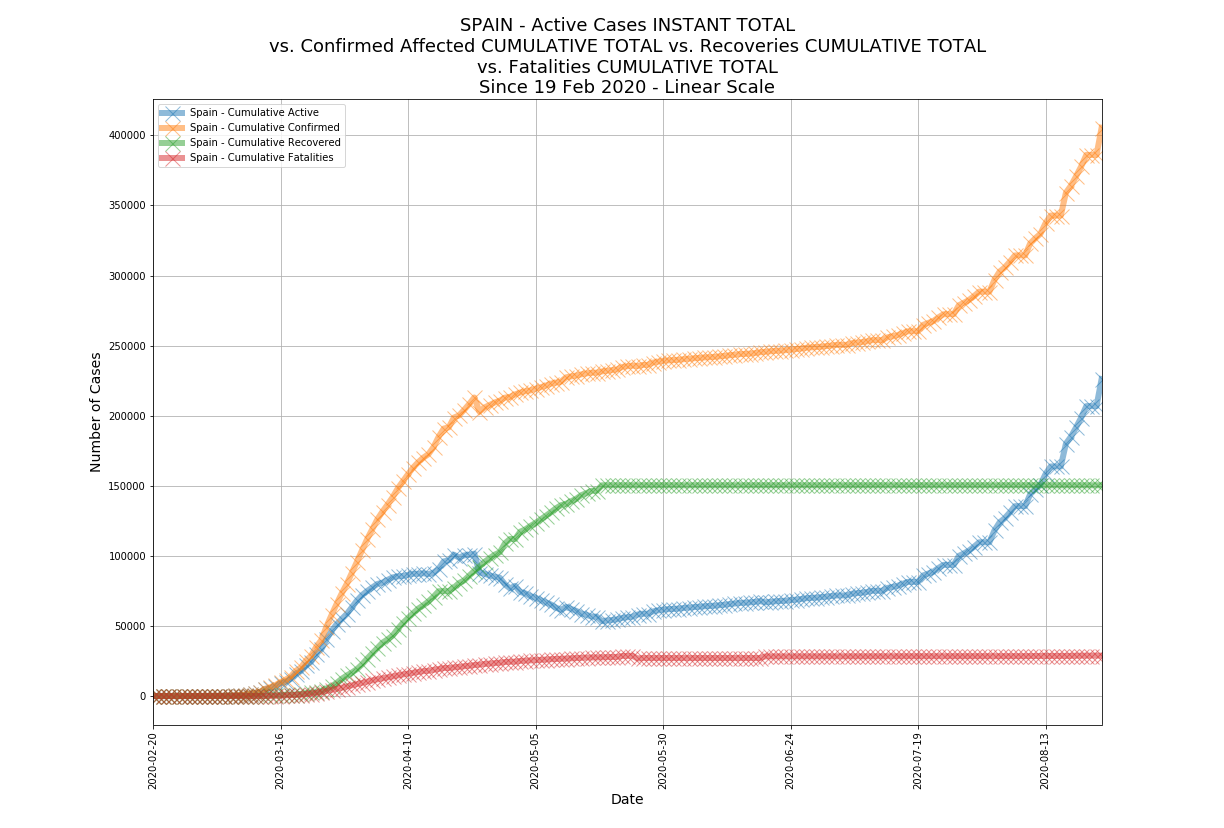 SPAIN - Active Cases INSTANT TOTAL
vs. Confirmed Affected CUMULATIVE TOTAL vs. Recoveries CUMULATIVE TOTAL
vs. Fatalities CUMULATIVE TOTAL
Since 19 Feb 2020 - Linear Scale
Spain - Cumulative Active
Spain - Cumulative Confirmed
Spain - Cumulative Recovered
Spain - Cumulative Fatalities
Number of Cases
400000
350000
300000
250000
200000
150000
100000
50000
0
2020-02-20
2020-03-16
2020-04-10
2020-05-05
2020-05-30
2020-06-24
2020-07-19
2020-08-13
Date